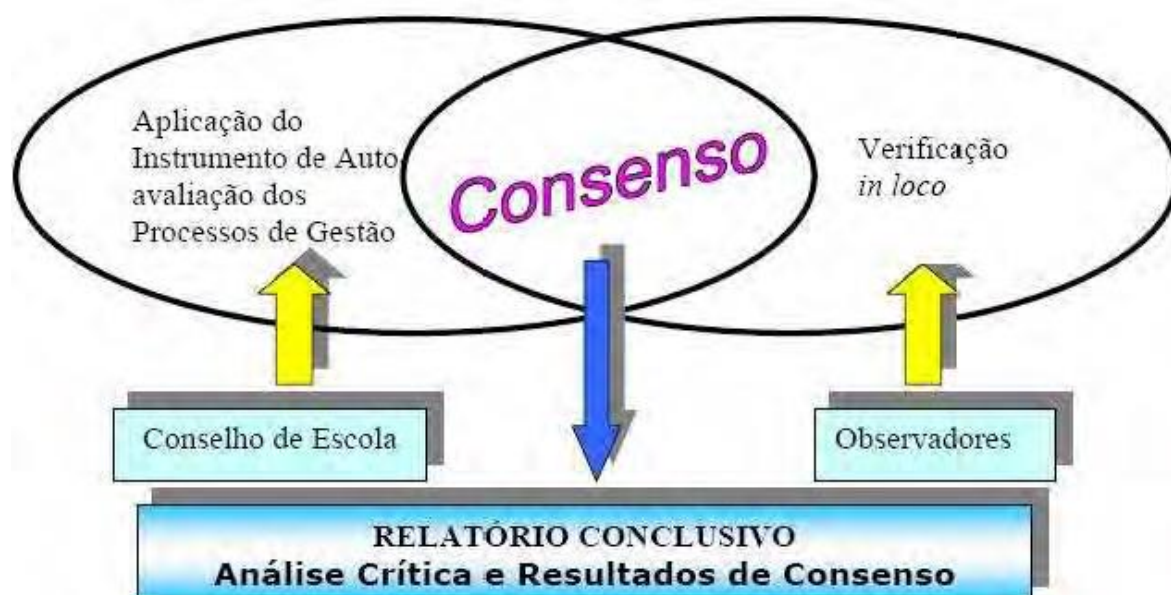 Aplicação do
Instrumento de Auto
avaliação dos
Processos de Gestão
Consenso
Verificação
in loco
Conselho de Escola
Observadores
RELATÓRIO CONCLUSIVO
Análise Crítica e Resultados de Consenso